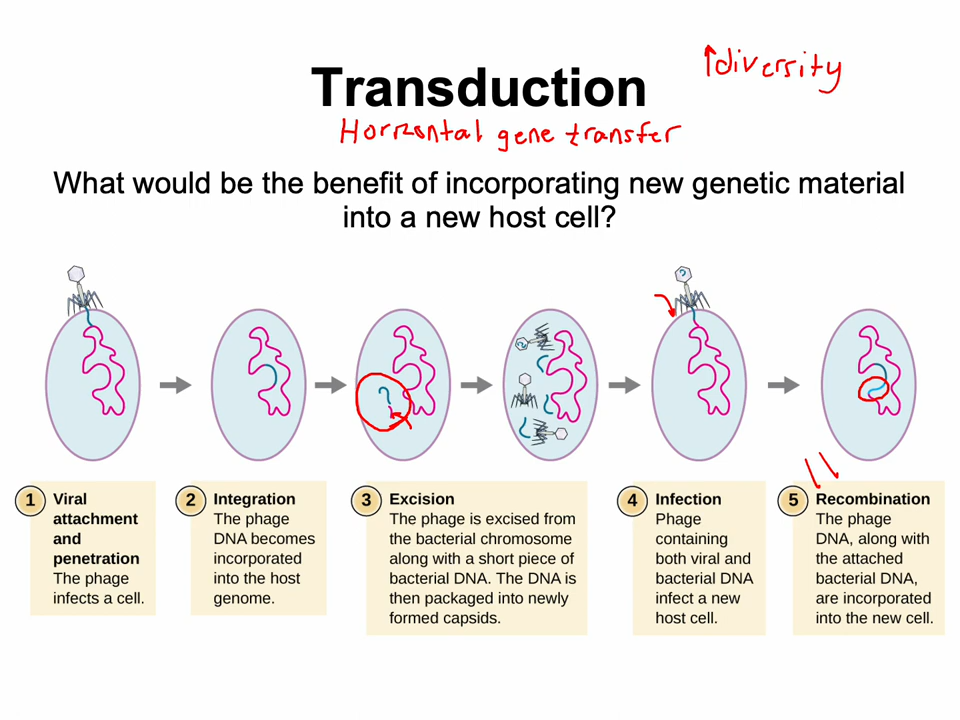 ↑diversity
Transduction
Horizontal gene transfer
What would be the benefit of incorporating new genetic material
into a new host cell?
1 Viral
attachment
and
penetration
The phage
infects a cell.
2 Integration
The phage
DNA becomes
incorporated
into the host
genome.
3 Excision
The phage is excised from
the bacterial chromosome
along with a short piece of
bacterial DNA. The DNA is
then packaged into newly
formed capsids.
4 Infection
Phage
containing
both viral and
bacterial DNA
infect a new
host cell.
5 Recombination
The phage
DNA, along with
the attached
bacterial DNA,
are incorporated
into the new cell.